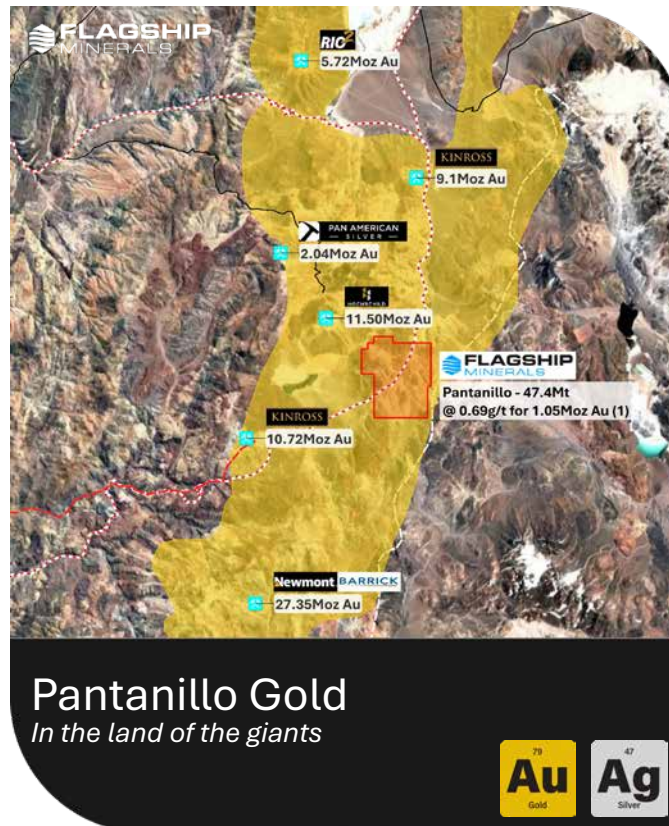 FLAGSHIP
MINERALS
RIO2
5.72Moz Au
KINROSS
9.1Moz Au
PAN AMERICAN
— SILVER —
2.04Moz Au
HOCHSCHILD
11.50Moz Au
FLAGSHIP
MINERALS
Pantanillo - 47.4Mt
@ 0.69g/t for 1.05Moz Au (1)
KINROSS
10.72Moz Au
Newmont BARRICK
27.35Moz Au
Pantanillo Gold
In the land of the giants
79
Au
Gold
47
Ag
Silver